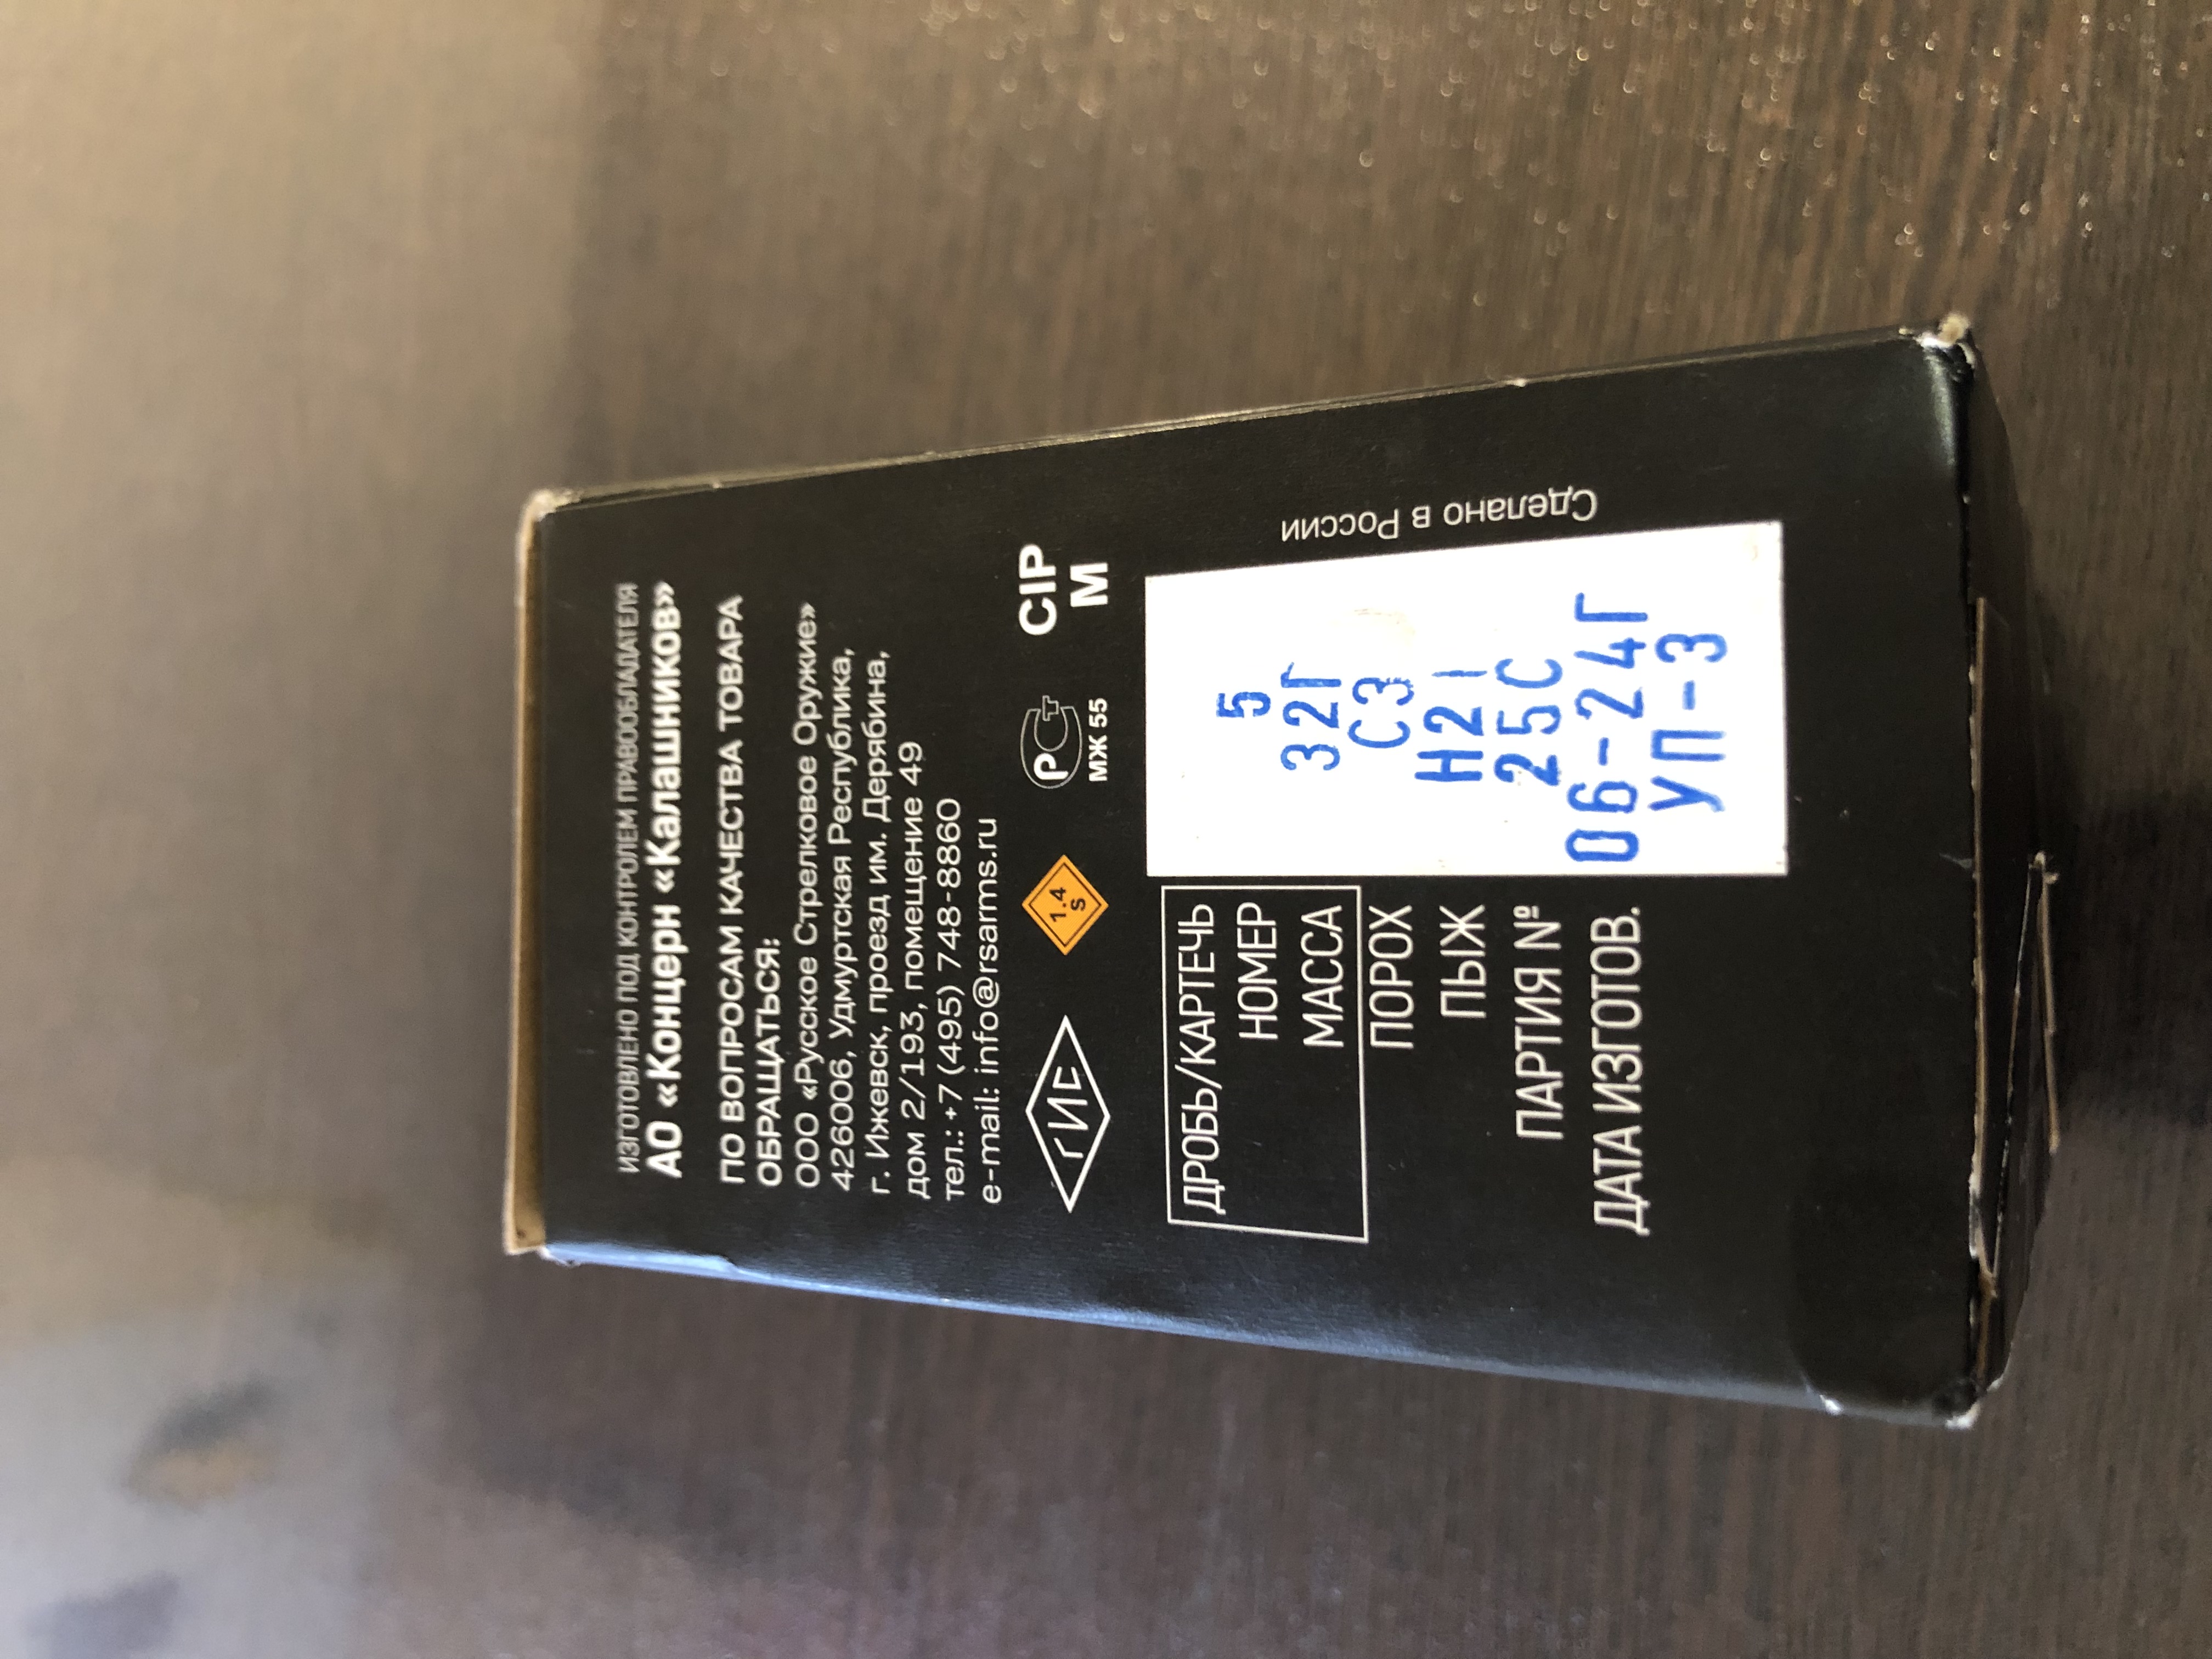 ИЗГОТОВЛЕНО ПОД КОНТРОЛЕМ ПРАВООБЛАДАТЕЛЯ
АО «Концерн «Калашников»
ПО ВОПРОСАМ КАЧЕСТВА ТОВАРА
ОБРАЩАТЬСЯ:
ООО «Русское Стрелковое Оружие»
426006, Удмуртская Республика,
г. Ижевск, проезд им. Дерябина,
дом 2/193, помещение 49
тел.: +7 (495) 748-8860
e-mail: info@rsarms.ru
ГИС
1.4
S
РСТ
МЖ 55
CIP
M
ДРОБЬ/КАРТЕЧЬ
НОМЕР 5
МАССА 32Г
ПОРОХ С3
ПЫЖ Н21
ПАРТИЯ № 25С
ДАТА ИЗГОТОВ. 06-24Г
УП-3
Сделано в России